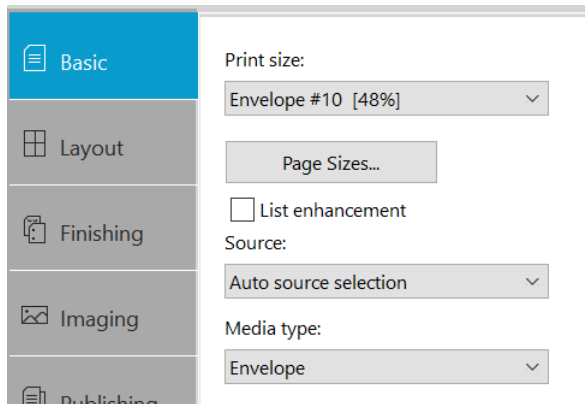 Basic
Layout
Finishing
Imaging
Publishing
Print size:
Envelope #10 [48%]
Page Sizes...
List enhancement
Source:
Auto source selection
Media type:
Envelope